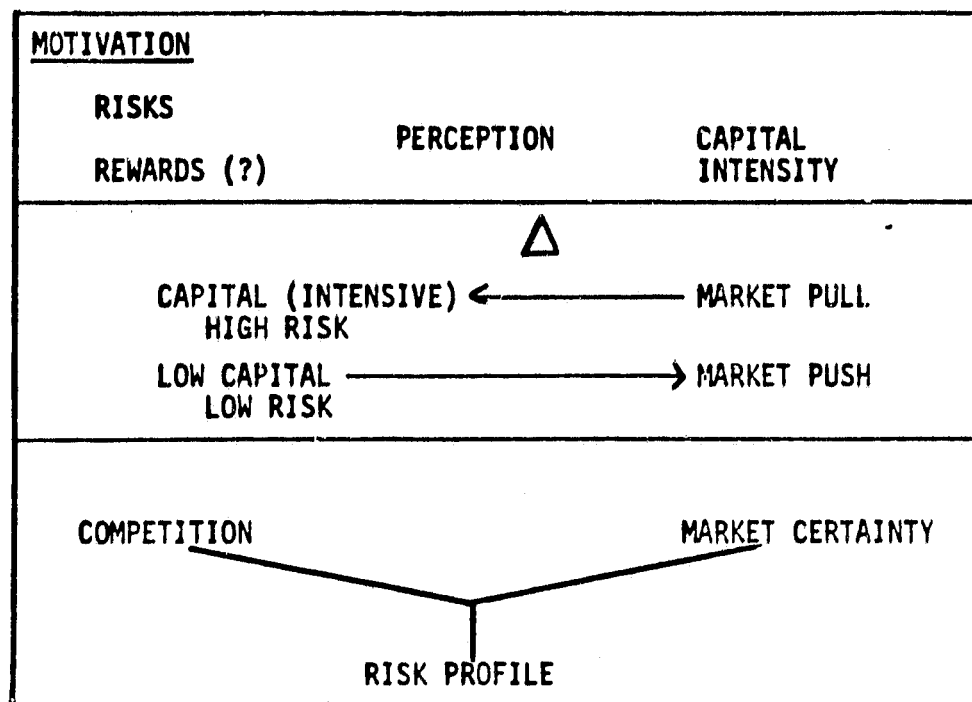 MOTIVATION
RISKS
REWARDS (?)
PERCEPTION
CAPITAL
INTENSITY
Δ
CAPITAL (INTENSIVE)
HIGH RISK
MARKET PULL
LOW CAPITAL
LOW RISK
MARKET PUSH
COMPETITION
MARKET CERTAINTY
RISK PROFILE